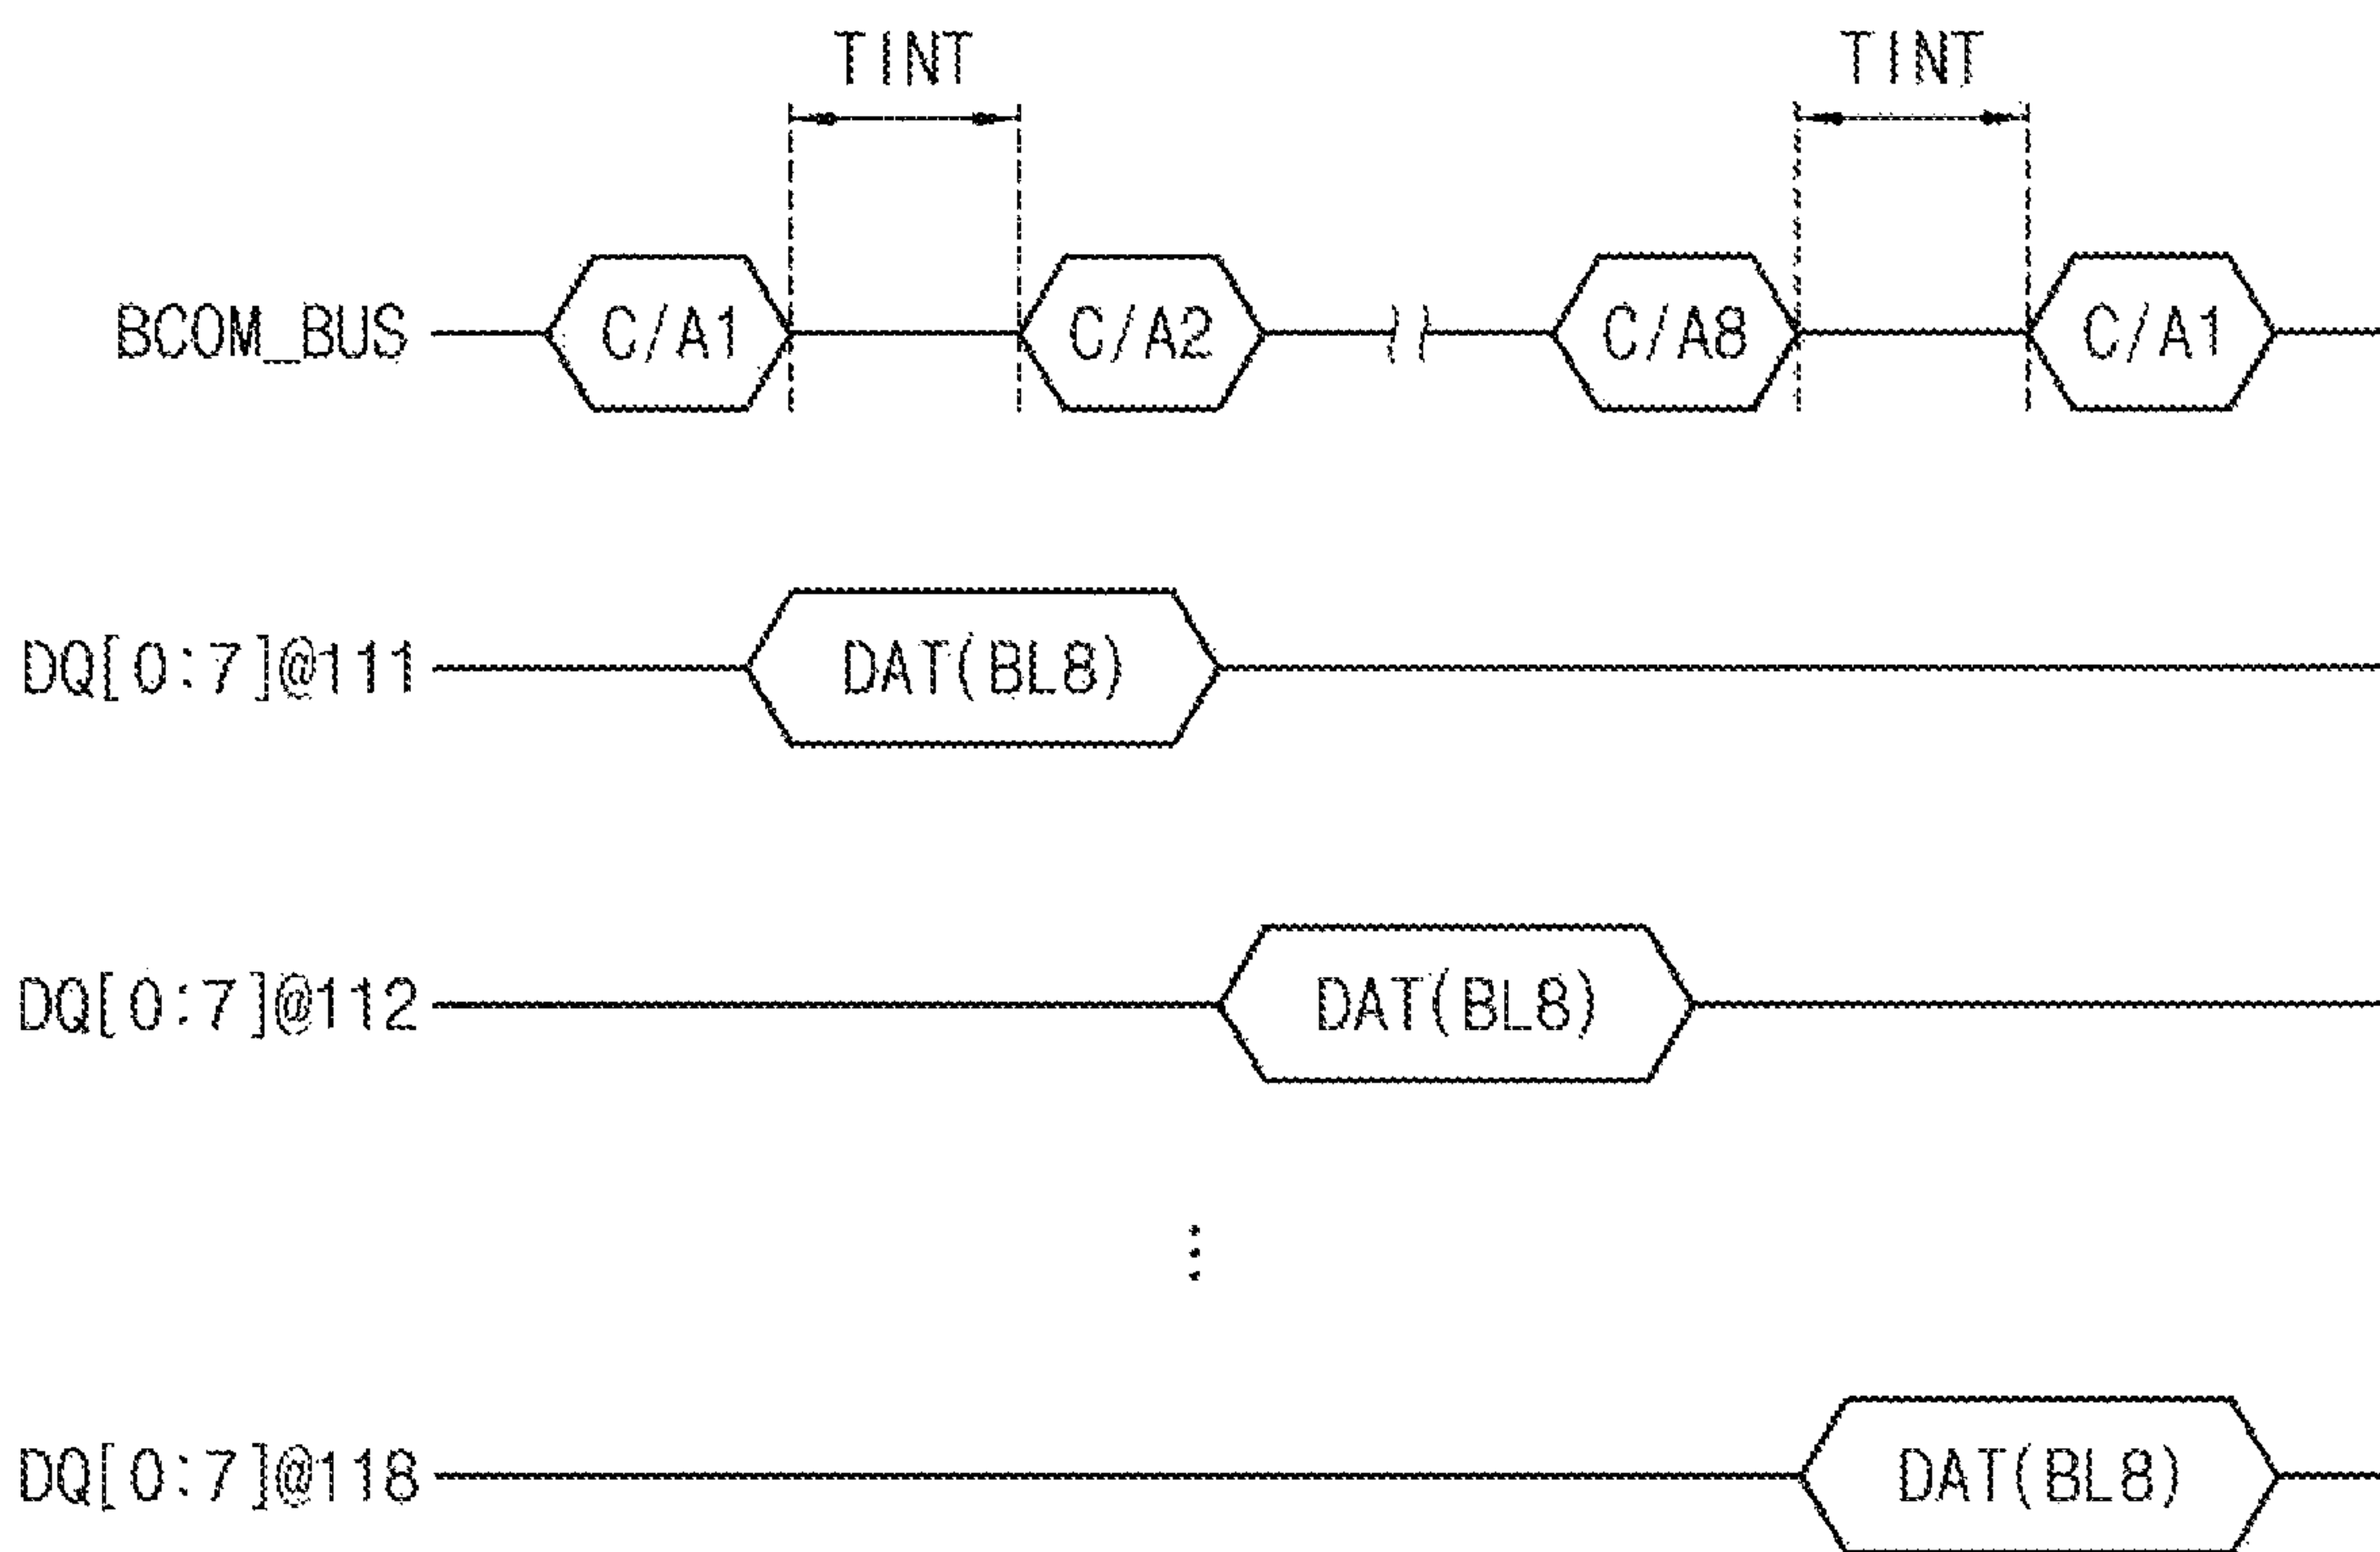 TINT TINT
BCOM_BUS C/A1 C/A2 C/A8 C/A1
DQ[0:7]@111 DAT(BL8)
DQ[0:7]@112 DAT(BL8)
DQ[0:7]@118 DAT(BL8)